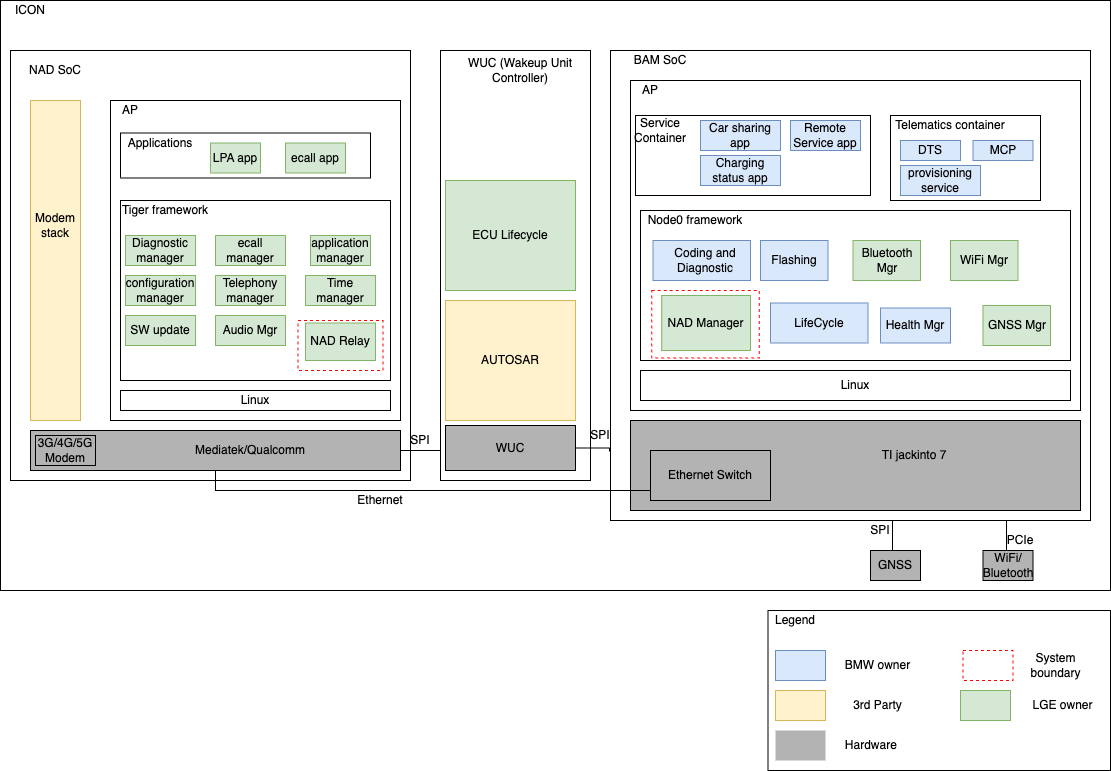 ICON
NAD SoC
Modem
stack
AP
Applications
LPA app
ecall app
Tiger framework
Diagnostic
manager
ecall
manager
application
manager
configuration
manager
Telephony
manager
Time
manager
SW update
Audio Mgr
NAD Relay
Linux
3G/4G/5G
Modem
Mediatek/Qualcomm
SPI
Ethernet
WUC (Wakeup Unit
Controller)
ECU Lifecycle
AUTOSAR
WUC
SPI
BAM SoC
AP
Service
Container
Car sharing
app
Remote
Service app
Charging
status app
Telematics container
DTS
MCP
provisioning
service
Node0 framework
Coding and
Diagnostic
Flashing
Bluetooth
Mgr
WiFi Mgr
NAD Manager
LifeCycle
Health Mgr
GNSS Mgr
Linux
TI jackinto 7
Ethernet Switch
SPI
PCIe
GNSS
WiFi/
Bluetooth
Legend
BMW owner
System
boundary
3rd Party
LGE owner
Hardware